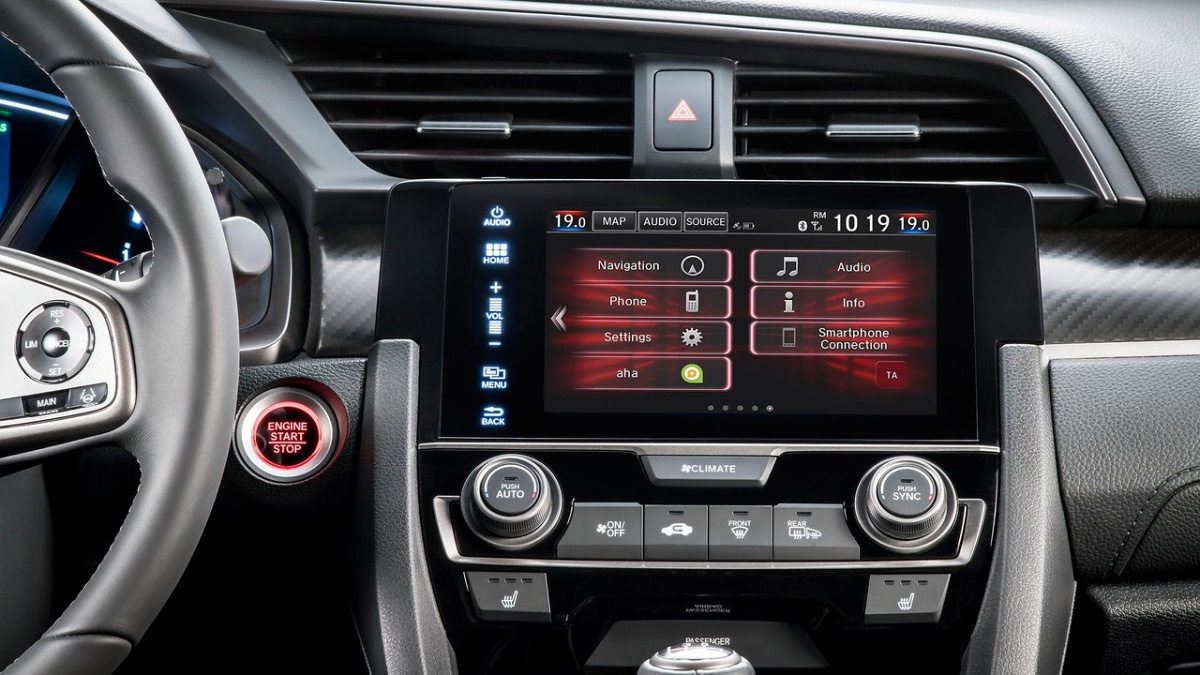 AUDIO
HOME
+
VOL
-
MENU
BACK
19.0 MAP AUDIO SOURCE RM 10 19 19.0
Navigation Audio
Phone Info
Settings Smartphone
Connection
aha
TA
RES
+
LIM
SET
-
MAIN
ENGINE
START
STOP
CLIMATE
PUSH
AUTO
PUSH
SYNC
ON/
OFF
FRONT
REAR
PASSENGER
AIRBAG
PASSENGER